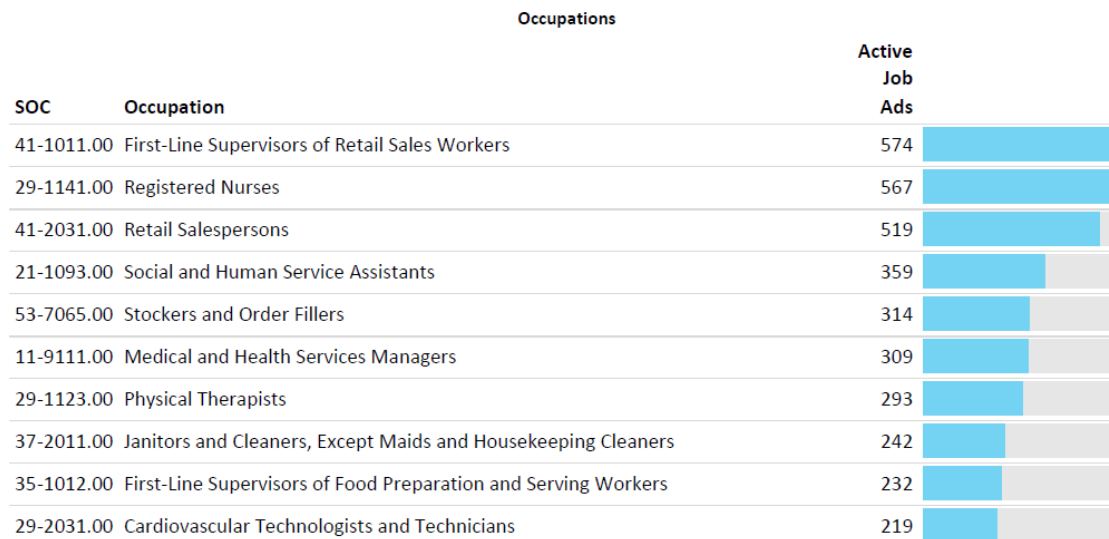 Occupations
Active
Job
SOC Occupation Ads
41-1011.00 First-Line Supervisors of Retail Sales Workers 574
29-1141.00 Registered Nurses 567
41-2031.00 Retail Salespersons 519
21-1093.00 Social and Human Service Assistants 359
53-7065.00 Stockers and Order Fillers 314
11-9111.00 Medical and Health Services Managers 309
29-1123.00 Physical Therapists 293
37-2011.00 Janitors and Cleaners, Except Maids and Housekeeping Cleaners 242
35-1012.00 First-Line Supervisors of Food Preparation and Serving Workers 232
29-2031.00 Cardiovascular Technologists and Technicians 219